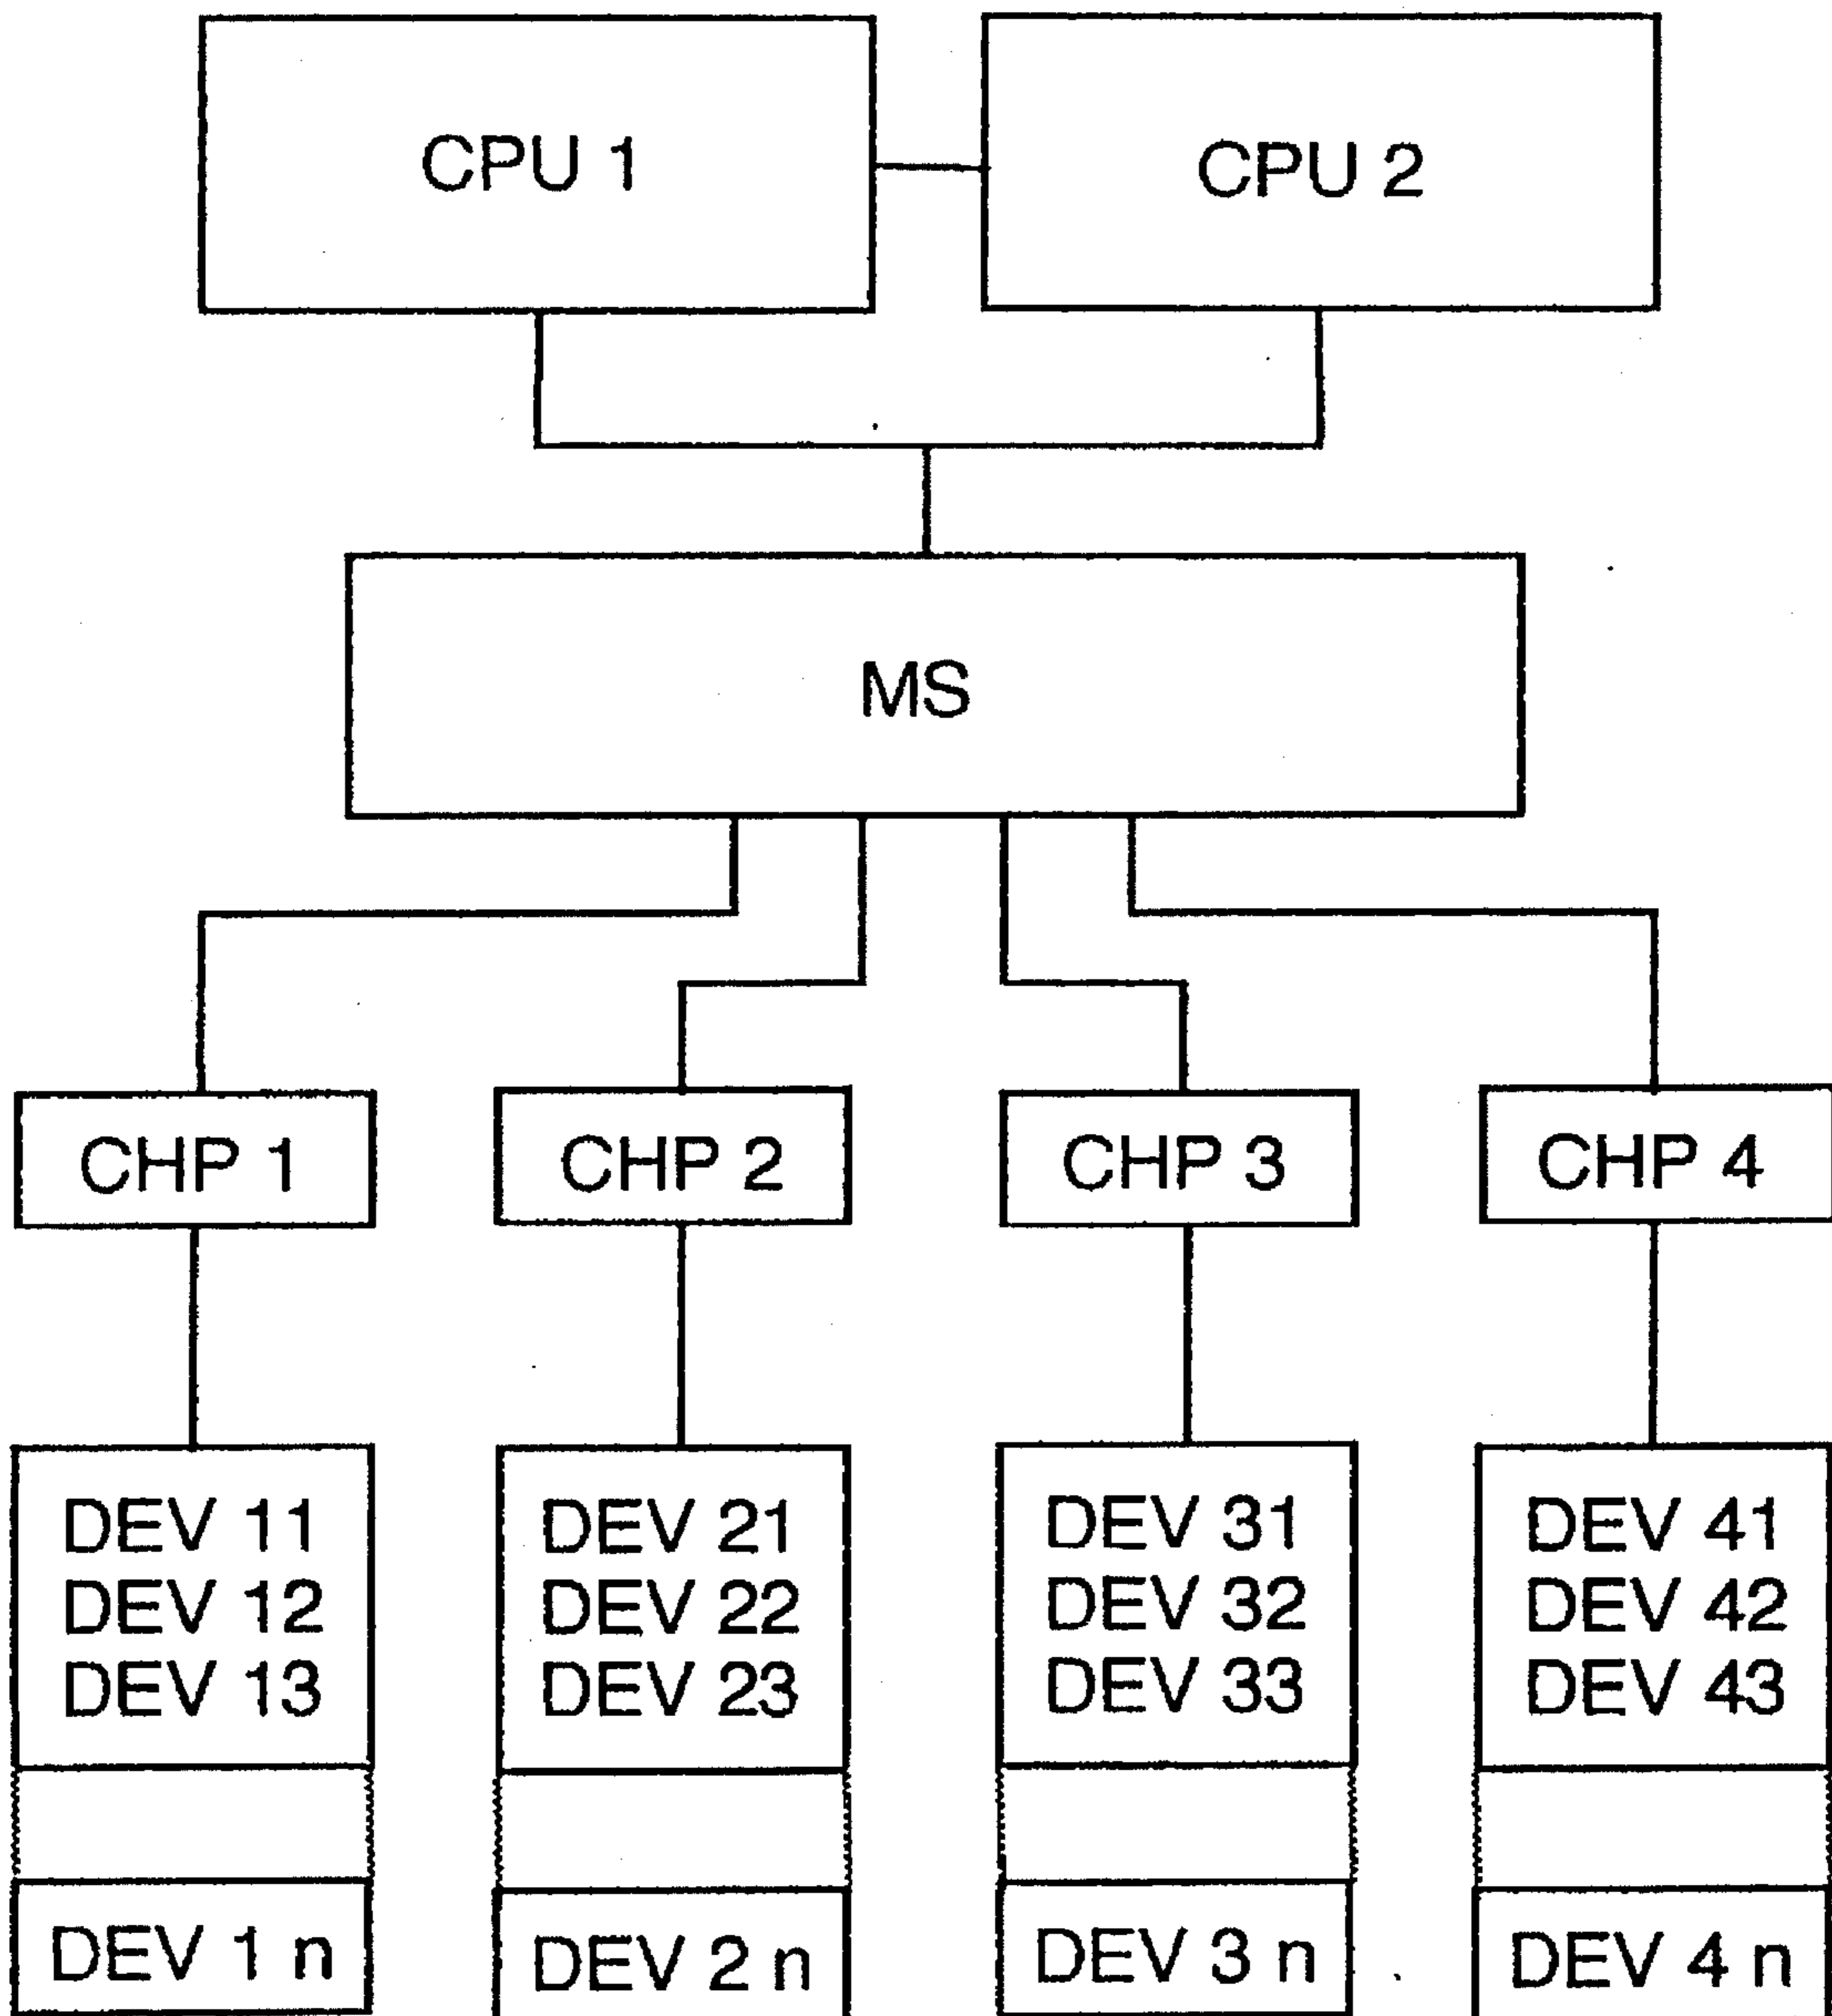 CPU 1
CPU 2
MS
CHP 1
CHP 2
CHP 3
CHP 4
DEV 11
DEV 12
DEV 13
DEV 21
DEV 22
DEV 23
DEV 31
DEV 32
DEV 33
DEV 41
DEV 42
DEV 43
DEV 1 n
DEV 2 n
DEV 3 n
DEV 4 n